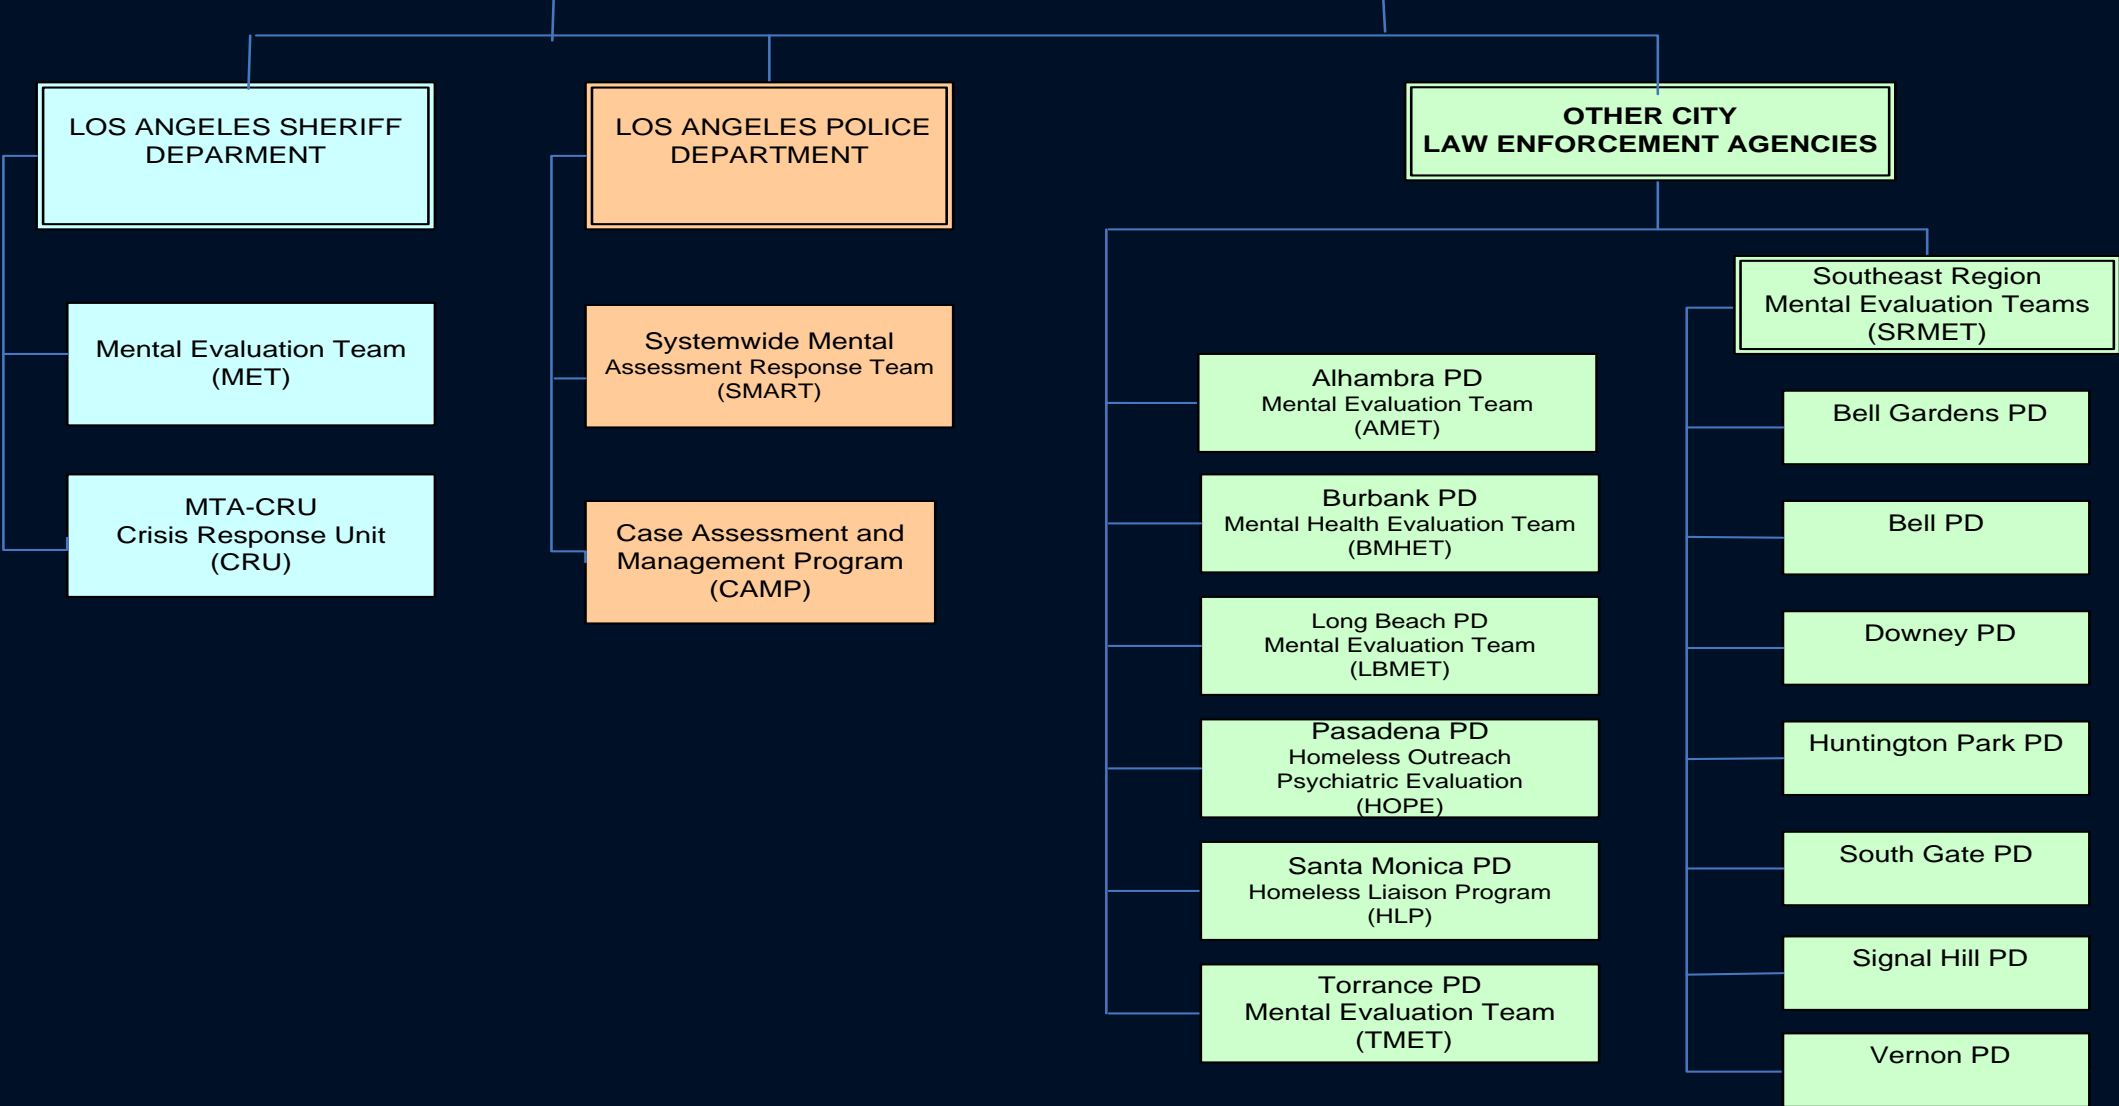 LOS ANGELES SHERIFF
DEPARMENT
Mental Evaluation Team
(MET)
MTA-CRU
Crisis Response Unit
(CRU)
LOS ANGELES POLICE
DEPARTMENT
Systemwide Mental
Assessment Response Team
(SMART)
Case Assessment and
Management Program
(CAMP)
OTHER CITY
LAW ENFORCEMENT AGENCIES
Alhambra PD
Mental Evaluation Team
(AMET)
Burbank PD
Mental Health Evaluation Team
(BMHET)
Long Beach PD
Mental Evaluation Team
(LBMET)
Pasadena PD
Homeless Outreach
Psychiatric Evaluation
(HOPE)
Santa Monica PD
Homeless Liaison Program
(HLP)
Torrance PD
Mental Evaluation Team
(TMET)
Southeast Region
Mental Evaluation Teams
(SRMET)
Bell Gardens PD
Bell PD
Downey PD
Huntington Park PD
South Gate PD
Signal Hill PD
Vernon PD